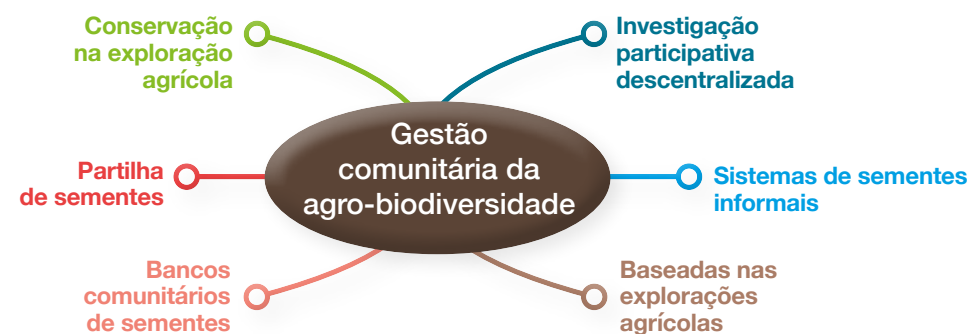 Conservação
na exploração
agrícola
Investigação
participativa
descentralizada
Gestão
comunitária da
agro-biodiversidade
Partilha
de sementes
Sistemas de sementes
informais
Bancos
comunitários
de sementes
Baseadas nas
explorações
agrícolas